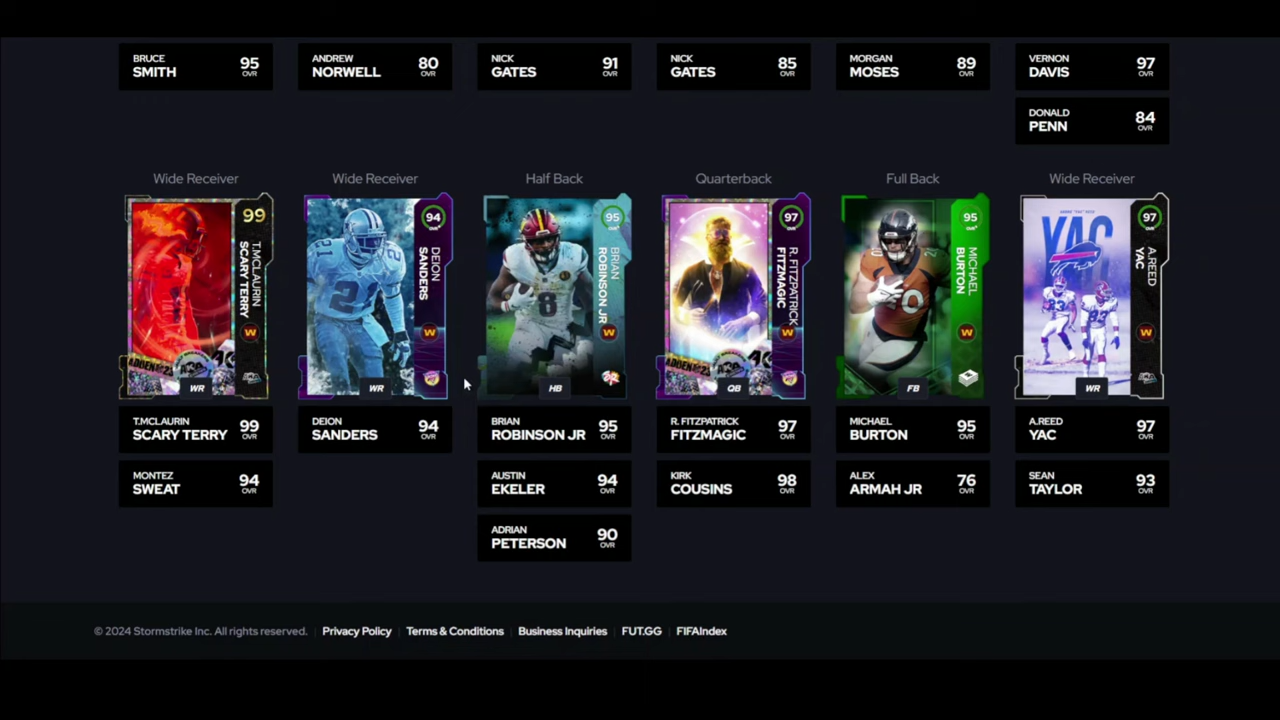 BRUCE
SMITH
95
OVR
ANDREW
NORWELL
80
OVR
NICK
GATES
91
OVR
NICK
GATES
85
OVR
MORGAN
MOSES
89
OVR
VERNON
DAVIS
97
OVR
DONALD
PENN
84
OVR
Wide Receiver
99
T.MCLAURIN
SCARY TERRY
W
WR
T.MCLAURIN
SCARY TERRY
99
OVR
MONTEZ
SWEAT
94
OVR
Wide Receiver
94
DEION
SANDERS
21
W
WR
DEION
SANDERS
94
OVR
Half Back
95
BRIAN
ROBINSON JR
8
W
HB
BRIAN
ROBINSON JR
95
OVR
AUSTIN
EKELER
94
OVR
ADRIAN
PETERSON
90
OVR
Quarterback
97
R. FITZPATRICK
FITZMAGIC
W
QB
R. FITZPATRICK
FITZMAGIC
97
OVR
KIRK
COUSINS
98
OVR
Full Back
95
MICHAEL
BURTON
20
W
FB
MICHAEL
BURTON
95
OVR
ALEX
ARMAH JR
76
OVR
Wide Receiver
YAC
97
A.REED
YAC
83
83
W
WR
A.REED
YAC
97
OVR
SEAN
TAYLOR
93
OVR
© 2024 Stormstrike Inc. All rights reserved. | Privacy Policy | Terms & Conditions | Business Inquiries | FUT.GG | FIFAIndex